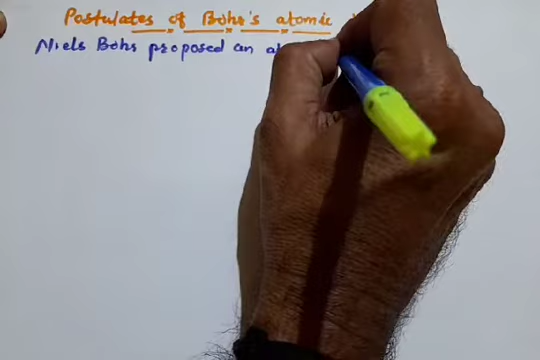 Postulates of Bohr's atomic
Niels Bohr proposed an